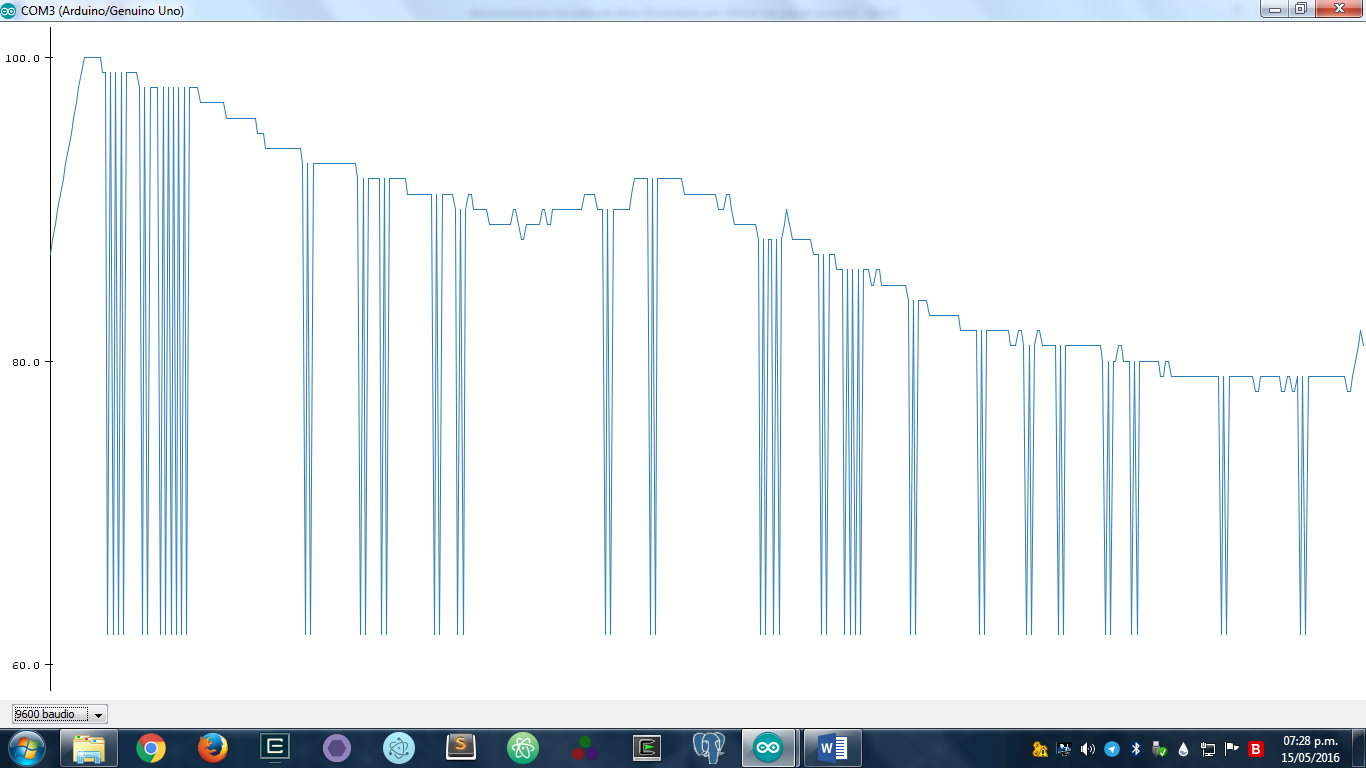 COM3 (Arduino/Genuino Uno)
100.0
80.0
60.0
9600 baudio
07:28 p.m.
15/05/2016